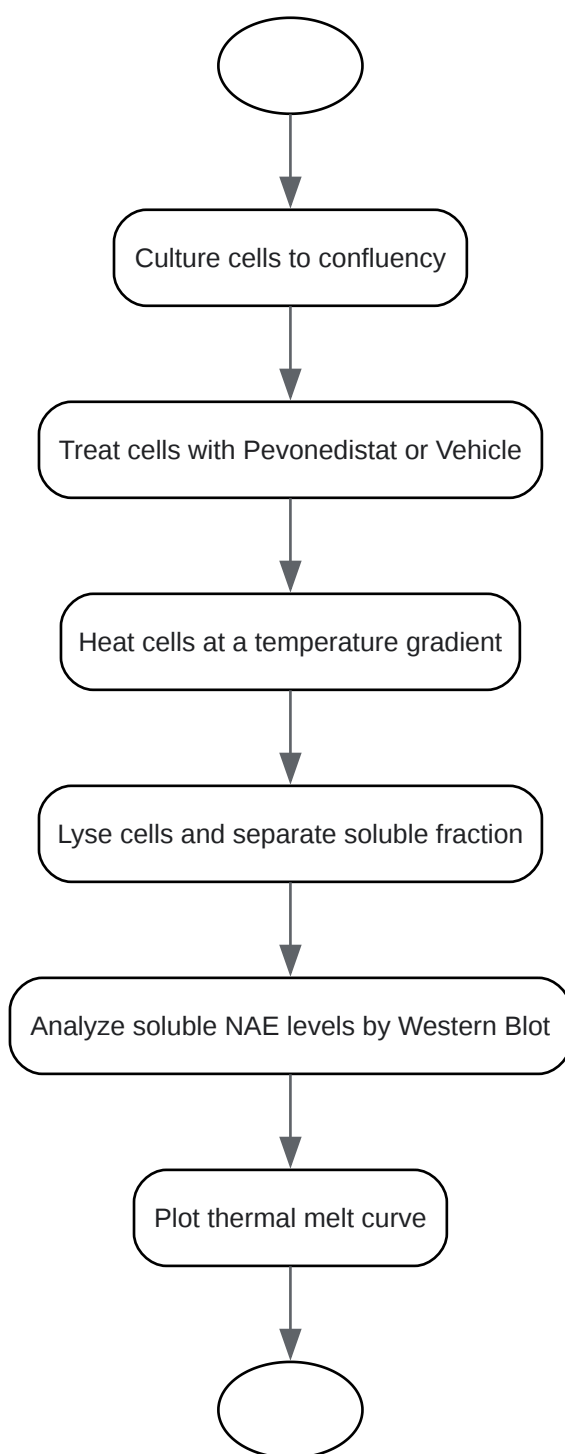 Culture cells to confluency
Treat cells with Pevonedistat or Vehicle
Heat cells at a temperature gradient
Lyse cells and separate soluble fraction
Analyze soluble NAE levels by Western Blot
Plot thermal melt curve